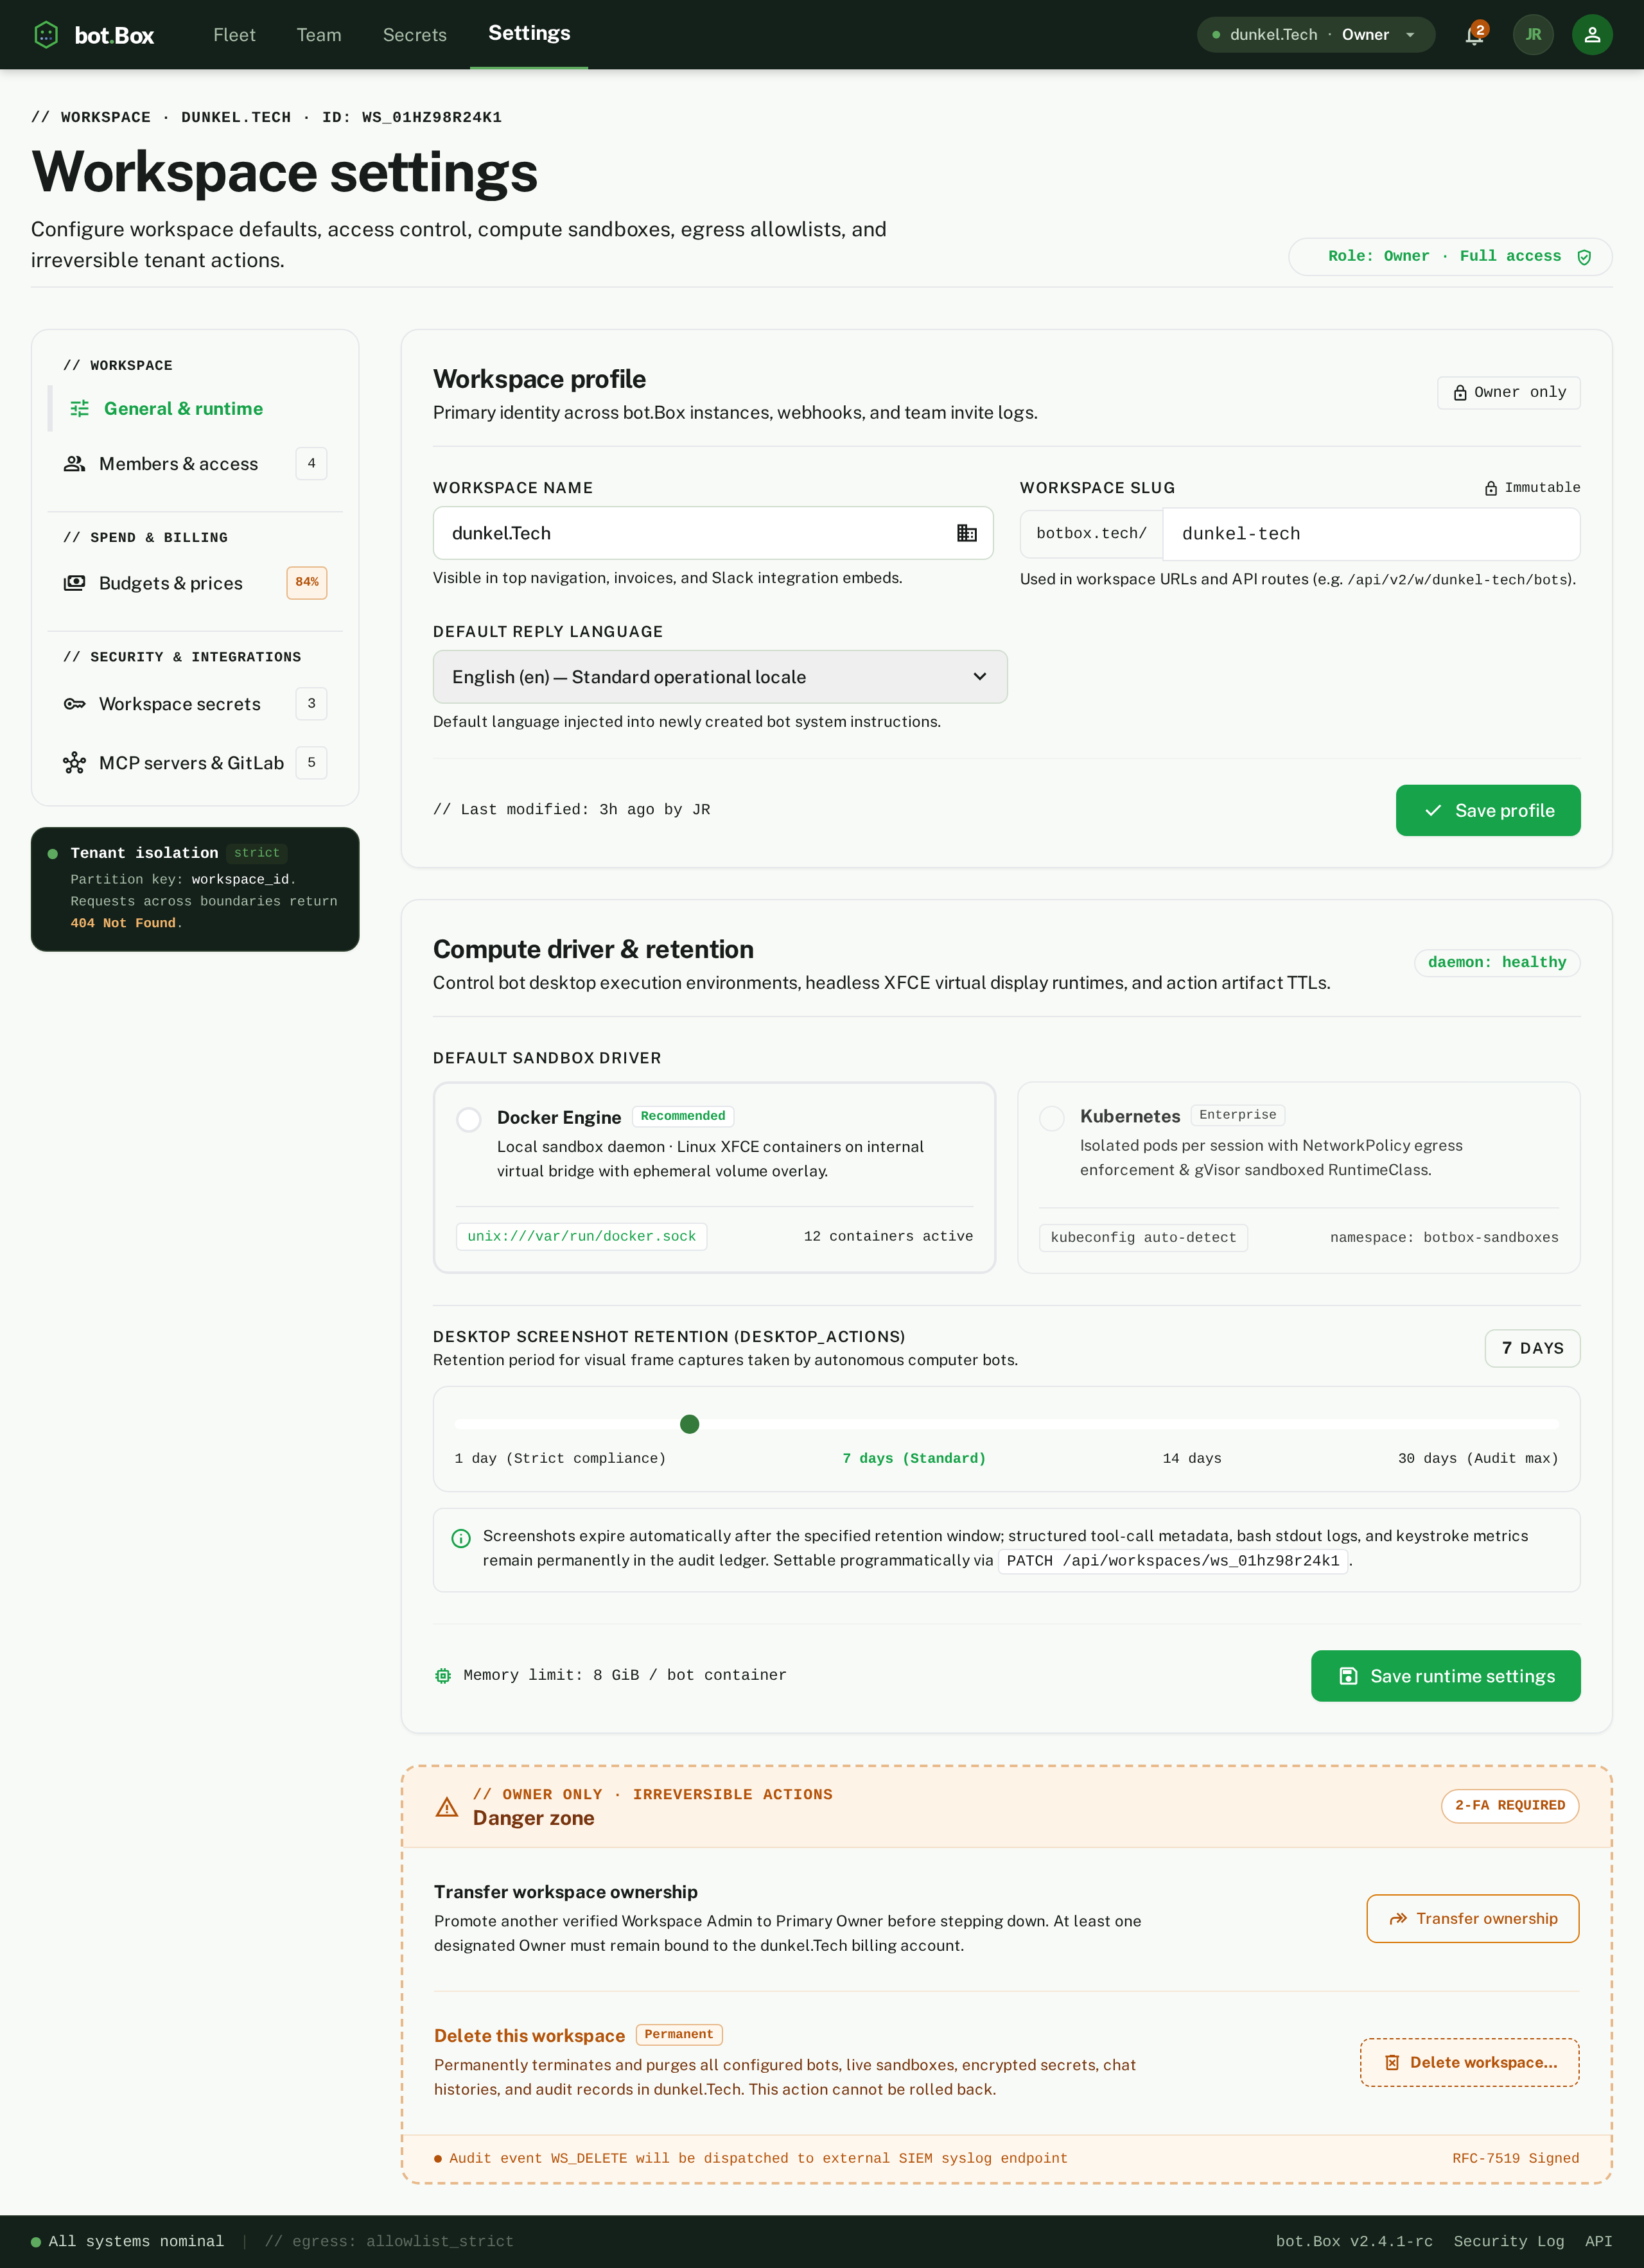 bot.Box
Fleet
Team
Secrets
Settings
dunkel.Tech · Owner
2
JR
// WORKSPACE · DUNKEL.TECH · ID: WS_01HZ98R24K1
Workspace settings
Configure workspace defaults, access control, compute sandboxes, egress allowlists, and
irreversible tenant actions.
Role: Owner · Full access
// WORKSPACE
General & runtime
Members & access 4
// SPEND & BILLING
Budgets & prices 84%
// SECURITY & INTEGRATIONS
Workspace secrets 3
MCP servers & GitLab 5
Tenant isolation strict
Partition key: workspace_id.
Requests across boundaries return
404 Not Found.
Workspace profile
Primary identity across bot.Box instances, webhooks, and team invite logs.
Owner only
WORKSPACE NAME
dunkel.Tech
Visible in top navigation, invoices, and Slack integration embeds.
WORKSPACE SLUG
Immutable
botbox.tech/ dunkel-tech
Used in workspace URLs and API routes (e.g. /api/v2/w/dunkel-tech/bots).
DEFAULT REPLY LANGUAGE
English (en) — Standard operational locale
Default language injected into newly created bot system instructions.
// Last modified: 3h ago by JR
Save profile
Compute driver & retention
Control bot desktop execution environments, headless XFCE virtual display runtimes, and action artifact TTLs.
daemon: healthy
DEFAULT SANDBOX DRIVER
Docker Engine Recommended
Local sandbox daemon · Linux XFCE containers on internal
virtual bridge with ephemeral volume overlay.
unix:///var/run/docker.sock
12 containers active
Kubernetes Enterprise
Isolated pods per session with NetworkPolicy egress
enforcement & gVisor sandboxed RuntimeClass.
kubeconfig auto-detect
namespace: botbox-sandboxes
DESKTOP SCREENSHOT RETENTION (DESKTOP_ACTIONS)
Retention period for visual frame captures taken by autonomous computer bots.
7 DAYS
1 day (Strict compliance)
7 days (Standard)
14 days
30 days (Audit max)
Screenshots expire automatically after the specified retention window; structured tool-call metadata, bash stdout logs, and keystroke metrics
remain permanently in the audit ledger. Settable programmatically via PATCH /api/workspaces/ws_01hz98r24k1.
Memory limit: 8 GiB / bot container
Save runtime settings
// OWNER ONLY · IRREVERSIBLE ACTIONS
Danger zone
2-FA REQUIRED
Transfer workspace ownership
Promote another verified Workspace Admin to Primary Owner before stepping down. At least one
designated Owner must remain bound to the dunkel.Tech billing account.
Transfer ownership
Delete this workspace Permanent
Permanently terminates and purges all configured bots, live sandboxes, encrypted secrets, chat
histories, and audit records in dunkel.Tech. This action cannot be rolled back.
Delete workspace...
Audit event WS_DELETE will be dispatched to external SIEM syslog endpoint
RFC-7519 Signed
All systems nominal | // egress: allowlist_strict
bot.Box v2.4.1-rc
Security Log
API